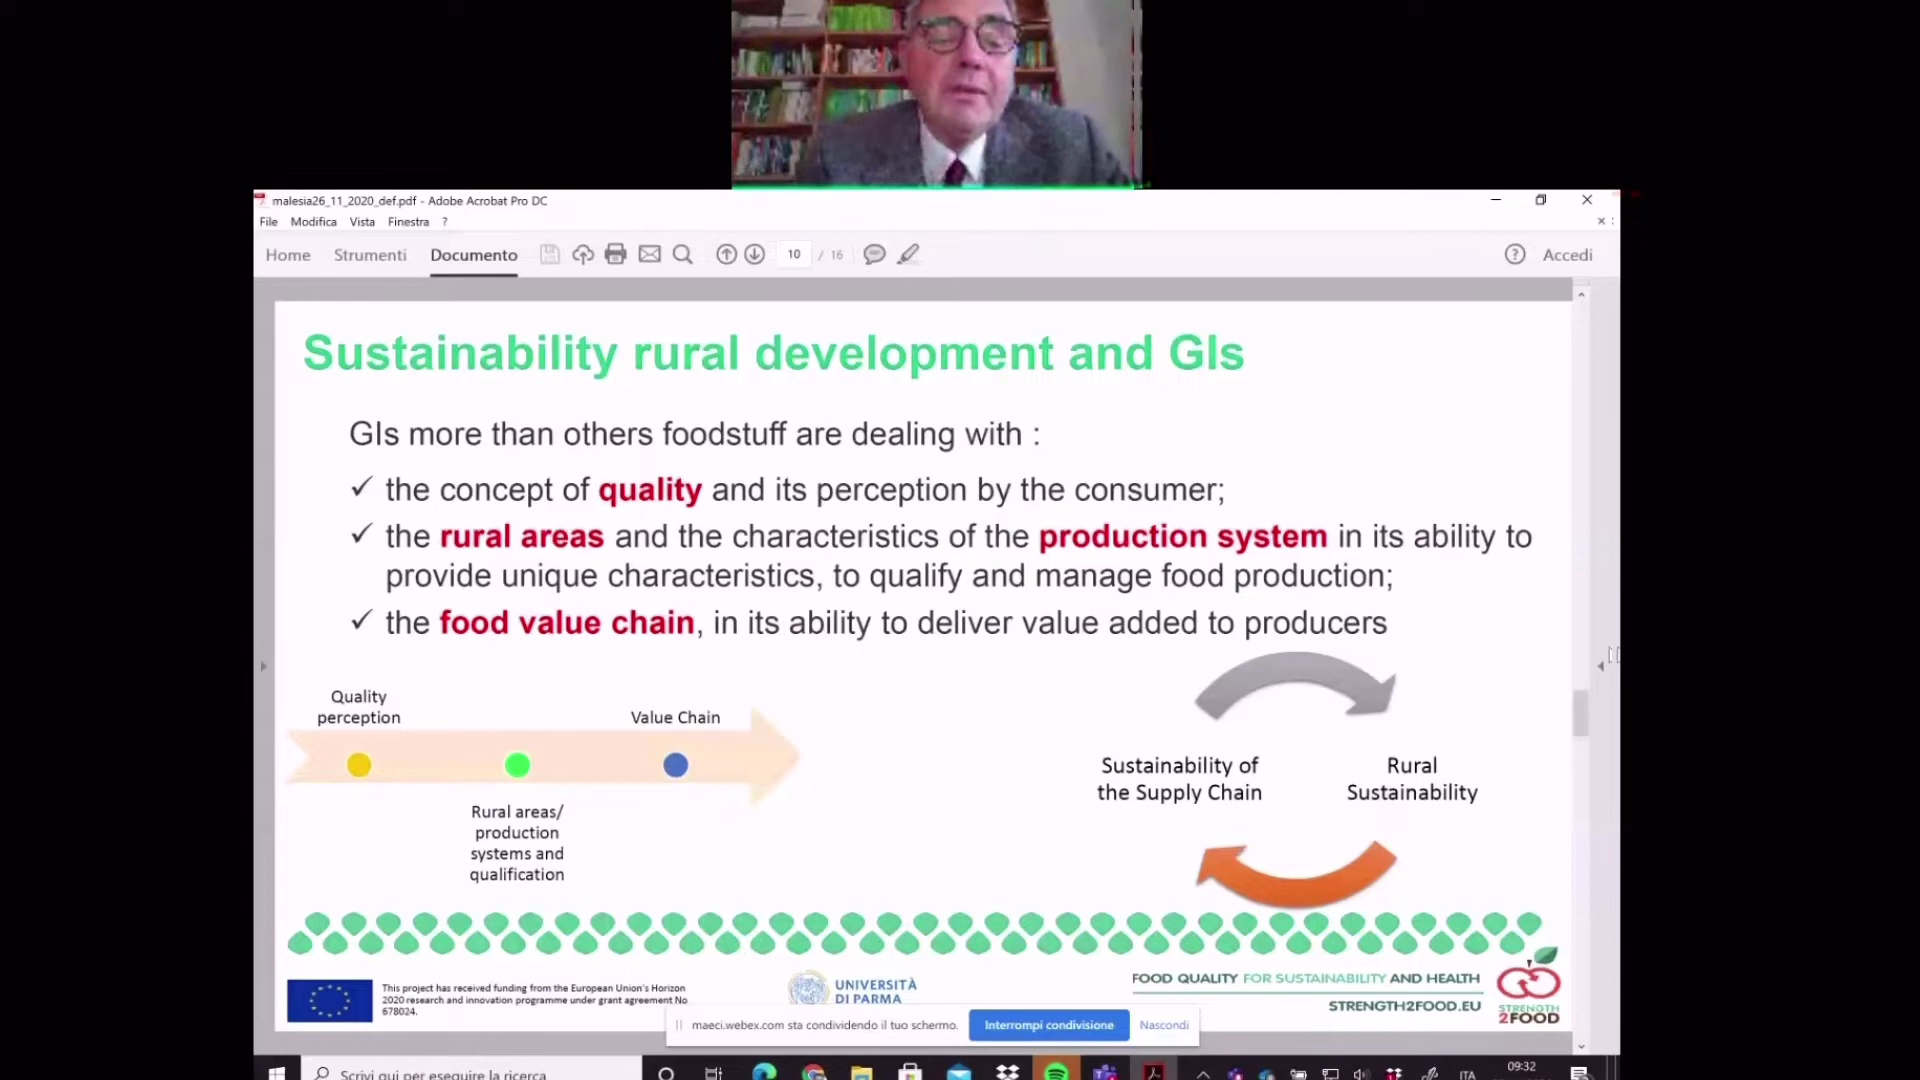 malesia26_11_2020_def.pdf - Adobe Acrobat Pro DC
File Modifica Vista Finestra ?
Home Strumenti Documento 10 / 16 Accedi
Sustainability rural development and GIs
GIs more than others foodstuff are dealing with :
✓ the concept of quality and its perception by the consumer;
✓ the rural areas and the characteristics of the production system in its ability to
provide unique characteristics, to qualify and manage food production;
✓ the food value chain, in its ability to deliver value added to producers
Quality
perception
Value Chain
Rural areas/
production
systems and
qualification
Sustainability of
the Supply Chain
Rural
Sustainability
This project has received funding from the European Union's Horizon
2020 research and innovation programme under grant agreement No
678024.
UNIVERSITÀ
DI PARMA
FOOD QUALITY FOR SUSTAINABILITY AND HEALTH
STRENGTH2FOOD.EU
STRENGTH
2FOOD
maeci.webex.com sta condividendo il tuo schermo. Interrompi condivisione Nascondi
Scrivi qui per eseguire la ricerca
ITA
09:32